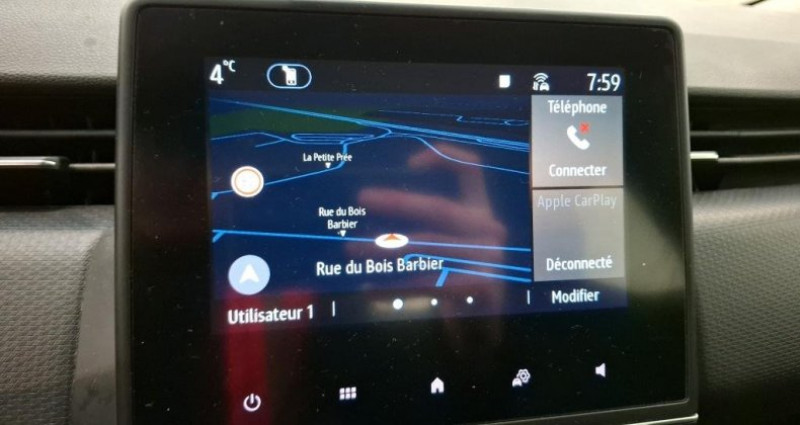 4°C
7:59
Téléphone
Connecter
Apple CarPlay
Déconnecté
La Petite Prée
Rue du Bois
Barbier
Rue du Bois Barbier
Utilisateur 1
Modifier